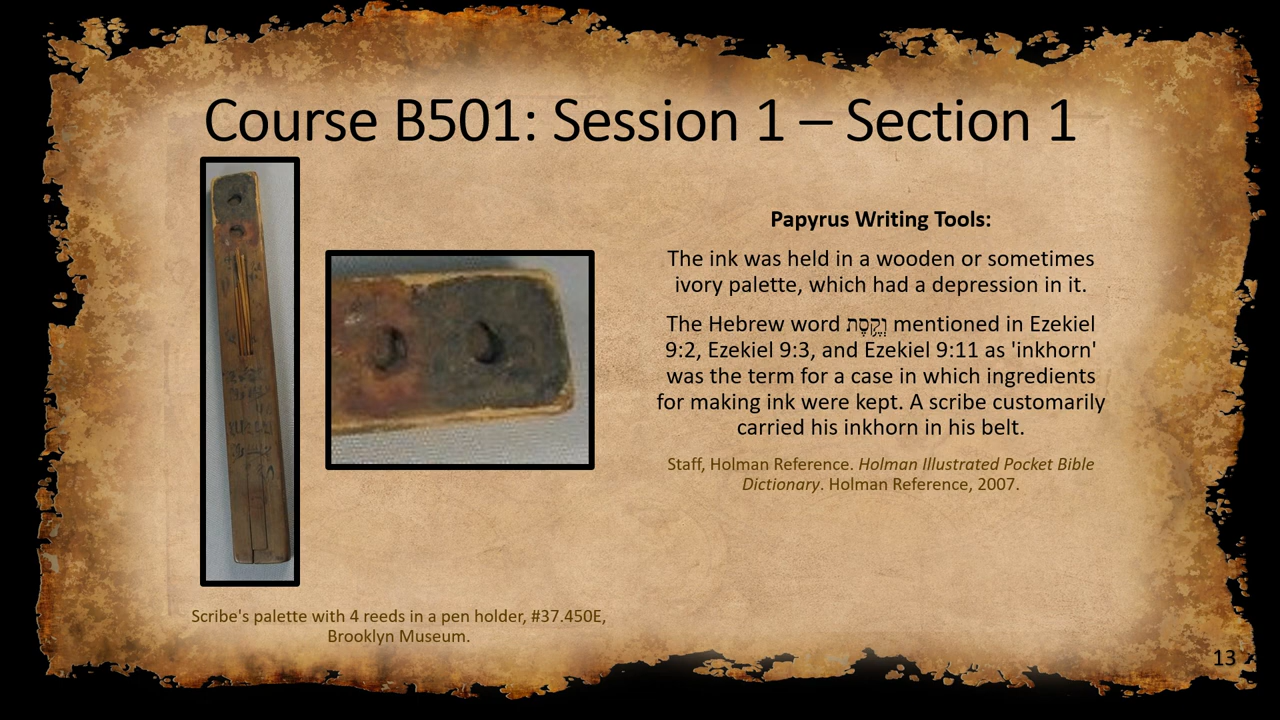 Course B501: Session 1 – Section 1
Papyrus Writing Tools:
The ink was held in a wooden or sometimes
ivory palette, which had a depression in it.
The Hebrew word וְקֶ֥סֶת mentioned in Ezekiel
9:2, Ezekiel 9:3, and Ezekiel 9:11 as 'inkhorn'
was the term for a case in which ingredients
for making ink were kept. A scribe customarily
carried his inkhorn in his belt.
Staff, Holman Reference. Holman Illustrated Pocket Bible
Dictionary. Holman Reference, 2007.
Scribe's palette with 4 reeds in a pen holder, #37.450E,
Brooklyn Museum.
13